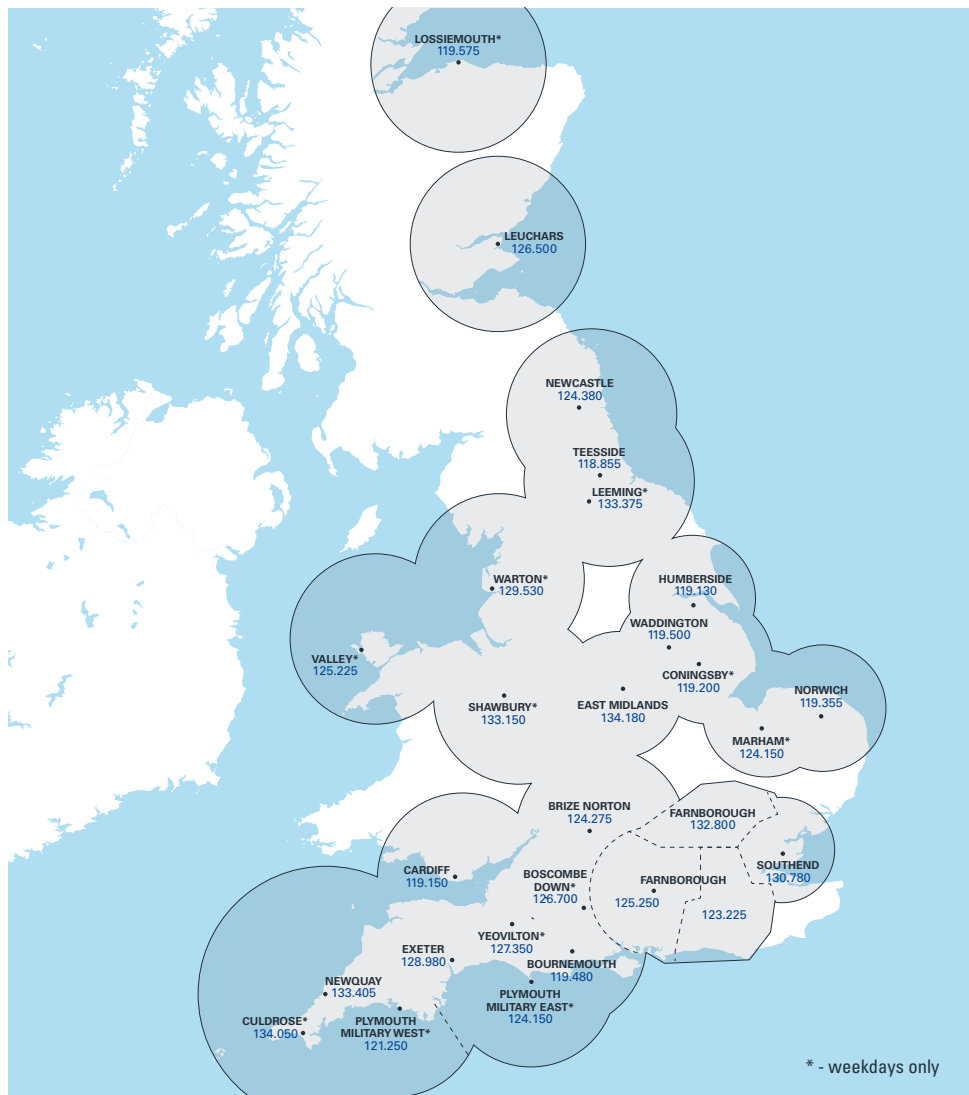 LOSSIEMOUTH*
119.575
LEUCHARS
126.500
NEWCASTLE
124.380
TEESSIDE
118.855
LEEMING*
133.375
WARTON*
129.530
HUMBERSIDE
119.130
WADDINGTON
119.500
VALLEY*
125.225
CONINGSBY*
119.200
SHAWBURY*
133.150
EAST MIDLANDS
134.180
NORWICH
119.355
MARHAM*
124.150
BRIZE NORTON
124.275
FARNBOROUGH
132.800
CARDIFF
119.150
BOSCOMBE
DOWN*
126.700
FARNBOROUGH
125.250
123.225
SOUTHEND
130.780
YEOVILTON*
127.350
EXETER
128.980
BOURNEMOUTH
119.480
NEWQUAY
133.405
PLYMOUTH
MILITARY EAST*
124.150
CULDROSE*
134.050
PLYMOUTH
MILITARY WEST*
121.250
* - weekdays only